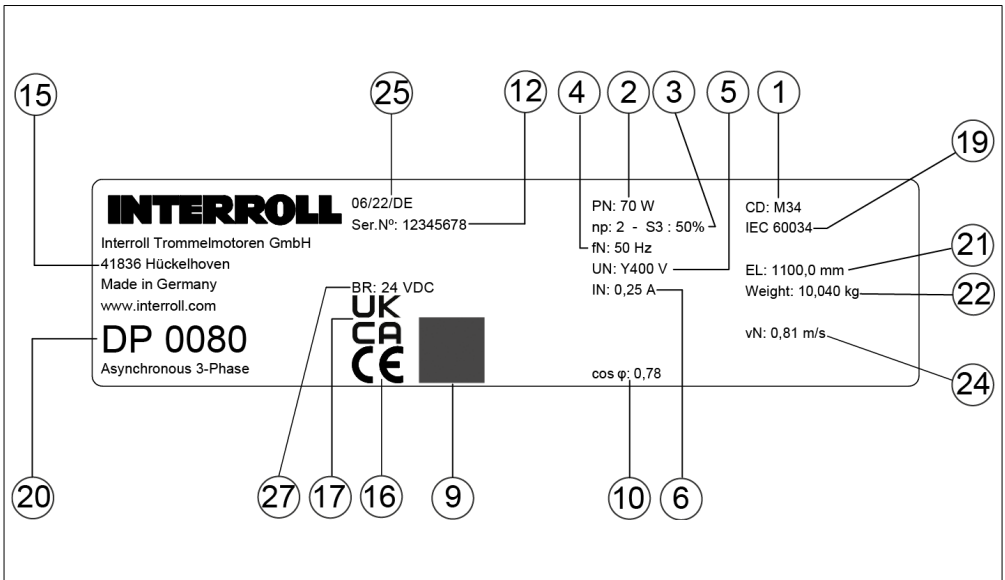 15
25
12
4
2
3
5
1
19
INTERROLL
Interroll Trommelmotoren GmbH
41836 Hückelhoven
Made in Germany
www.interroll.com
DP 0080
Asynchronous 3-Phase
06/22/DE
Ser.Nº: 12345678
BR: 24 VDC
UK
CA
CE
PN: 70 W
np: 2 - S3 : 50%
fN: 50 Hz
UN: Y400 V
IN: 0,25 A
cos φ: 0,78
CD: M34
IEC 60034
EL: 1100,0 mm
Weight: 10,040 kg
vN: 0,81 m/s
21
22
24
20
27
17
16
9
10
6